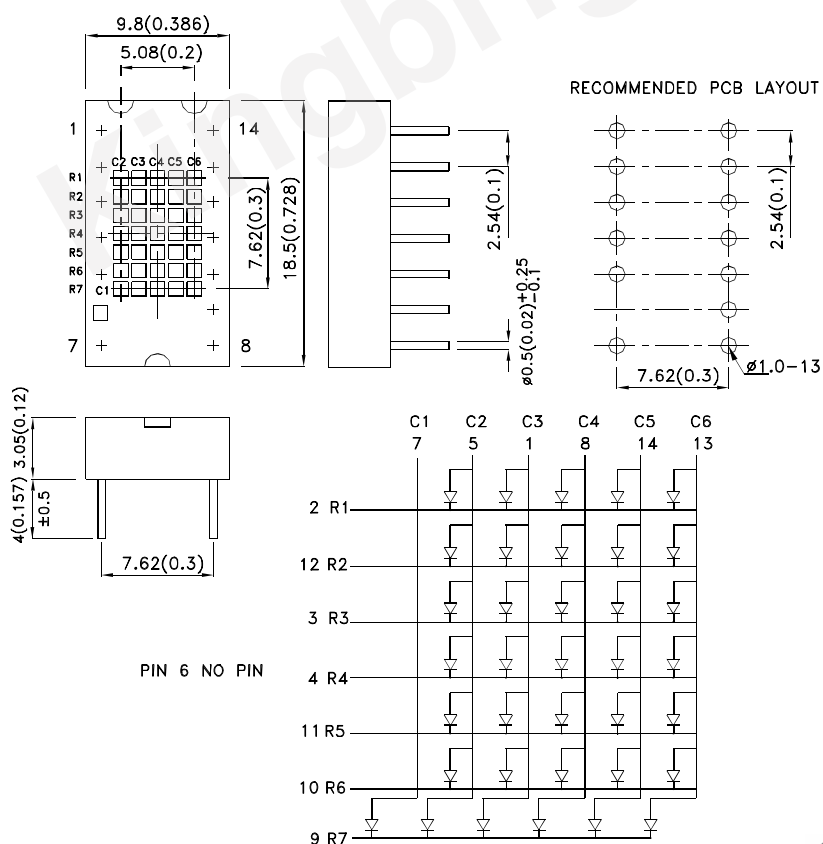 Kingbrig
9.8(0.386)
5.08(0.2)
RECOMMENDED PCB LAYOUT
1
14
C2 C3 C4 C5 C6
R1
R2
R3
R4
R5
R6
R7
C1
7
8
7.62(0.3)
18.5(0.728)
2.54(0.1)
ø0.5(0.02)+0.25 -0.1
2.54(0.1)
ø1.0-13
7.62(0.3)
3.05(0.12)
4(0.157)
±0.5
7.62(0.3)
PIN 6 NO PIN
C1 C2 C3 C4 C5 C6
7 5 1 8 14 13
2 R1
12 R2
3 R3
4 R4
11 R5
10 R6
9 R7